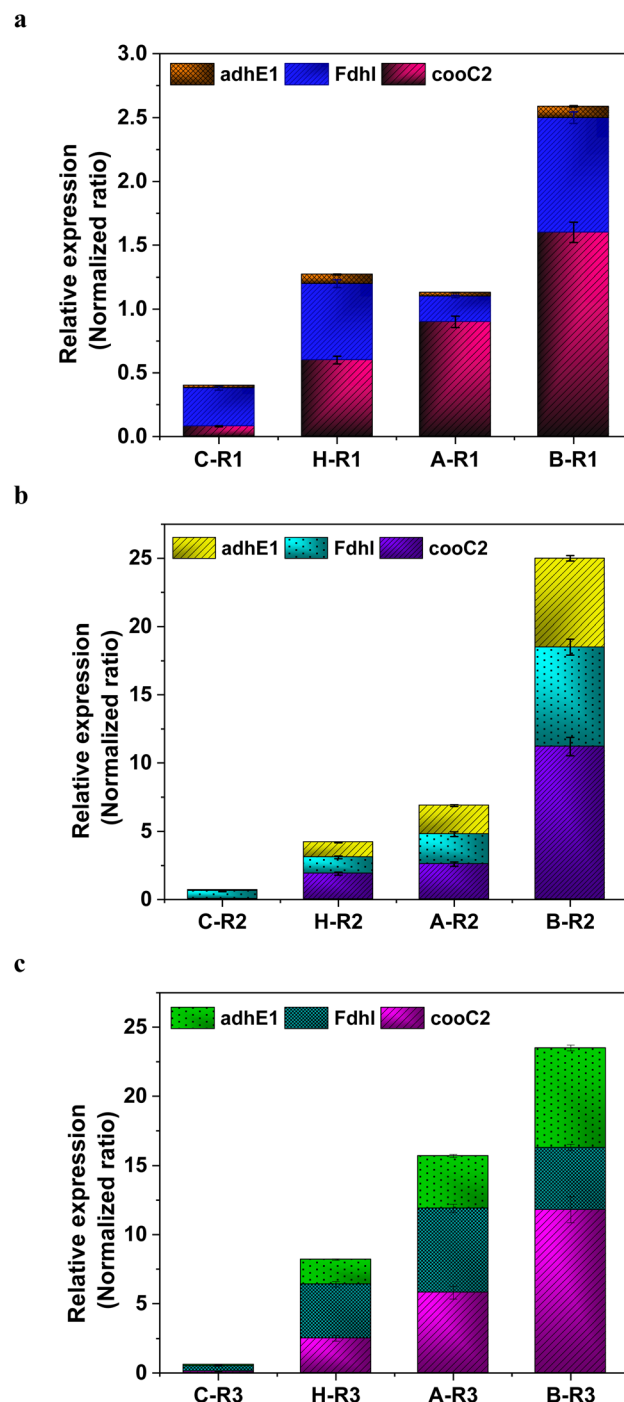 a
Relative expression
(Normalized ratio)
3.0
2.5
2.0
1.5
1.0
0.5
0.0
adhE1 FdhI cooC2
C-R1 H-R1 A-R1 B-R1
b
Relative expression
(Normalized ratio)
25
20
15
10
5
0
adhE1 FdhI cooC2
C-R2 H-R2 A-R2 B-R2
c
Relative expression
(Normalized ratio)
25
20
15
10
5
0
adhE1 FdhI cooC2
C-R3 H-R3 A-R3 B-R3